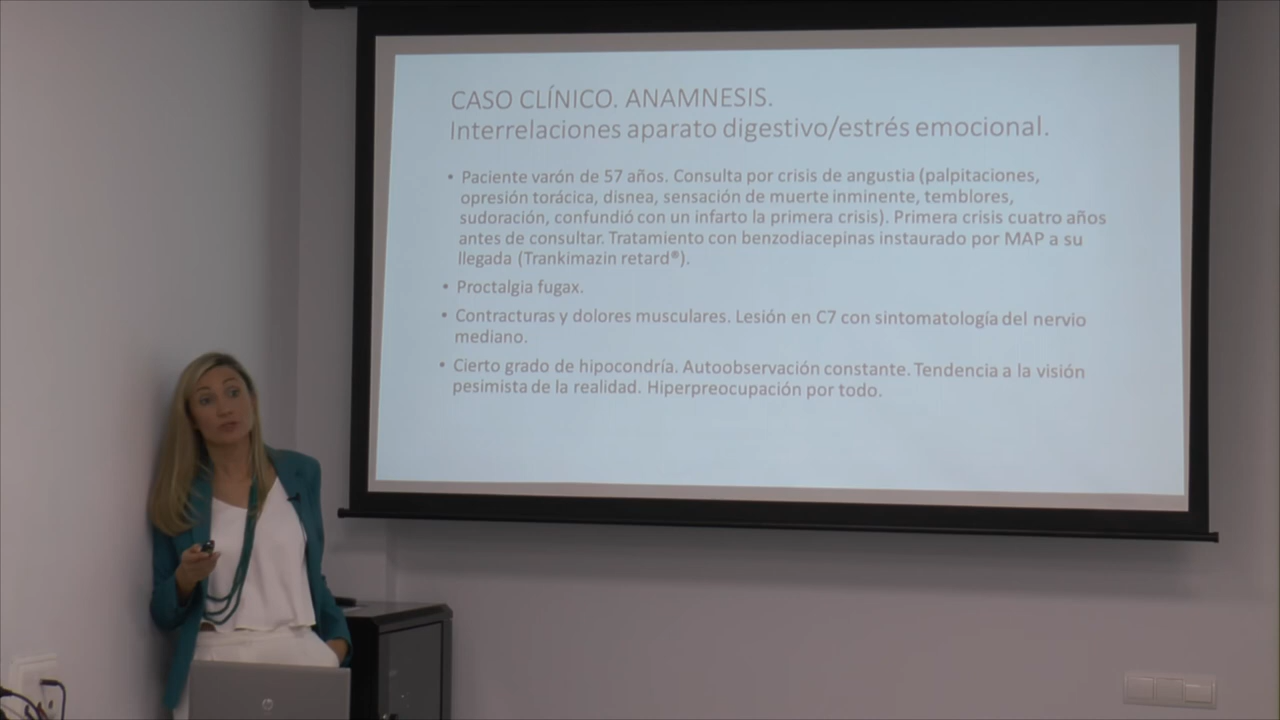 CASO CLÍNICO. ANAMNESIS.
Interrelaciones aparato digestivo/estrés emocional.
• Paciente varón de 57 años. Consulta por crisis de angustia (palpitaciones,
opresión torácica, disnea, sensación de muerte inminente, temblores,
sudoración, confundió con un infarto la primera crisis). Primera crisis cuatro años
antes de consultar. Tratamiento con benzodiacepinas instaurado por MAP a su
llegada (Trankimazin retard®).
• Proctalgia fugax.
• Contracturas y dolores musculares. Lesión en C7 con sintomatología del nervio
mediano.
• Cierto grado de hipocondría. Autoobservación constante. Tendencia a la visión
pesimista de la realidad. Hiperpreocupación por todo.
hp